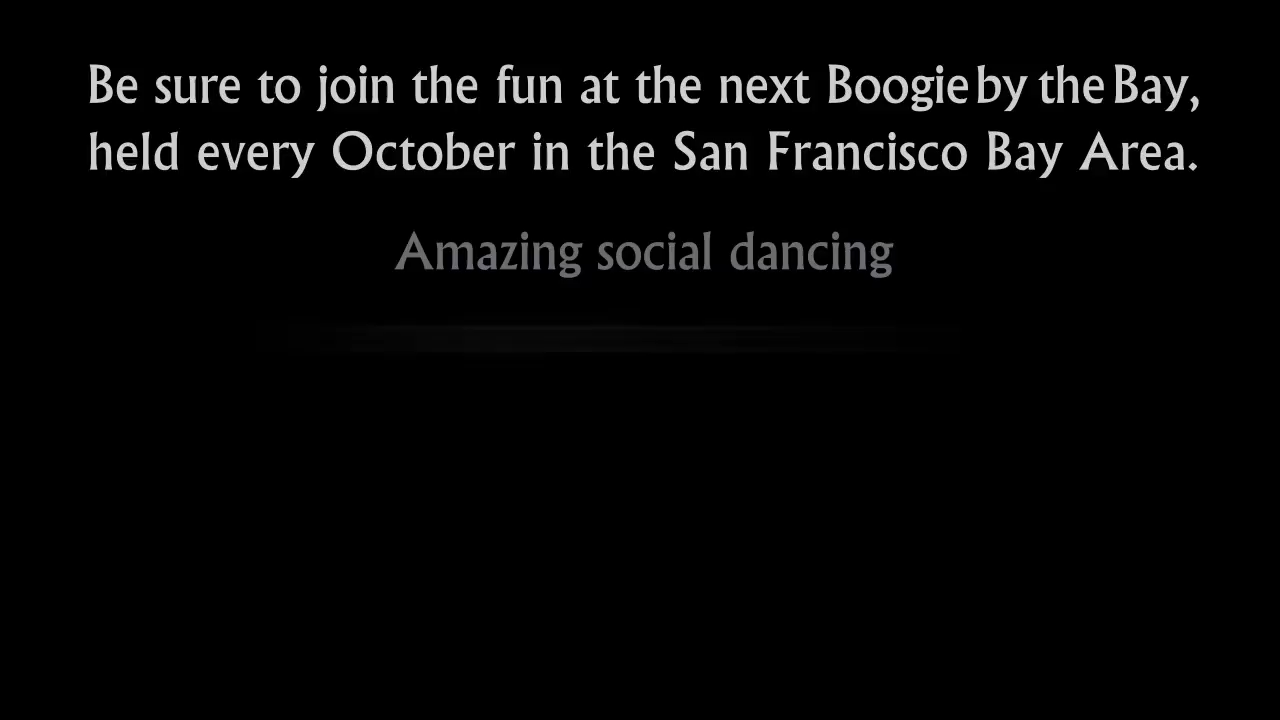 Be sure to join the fun at the next Boogie by the Bay,
held every October in the San Francisco Bay Area.
Amazing social dancing